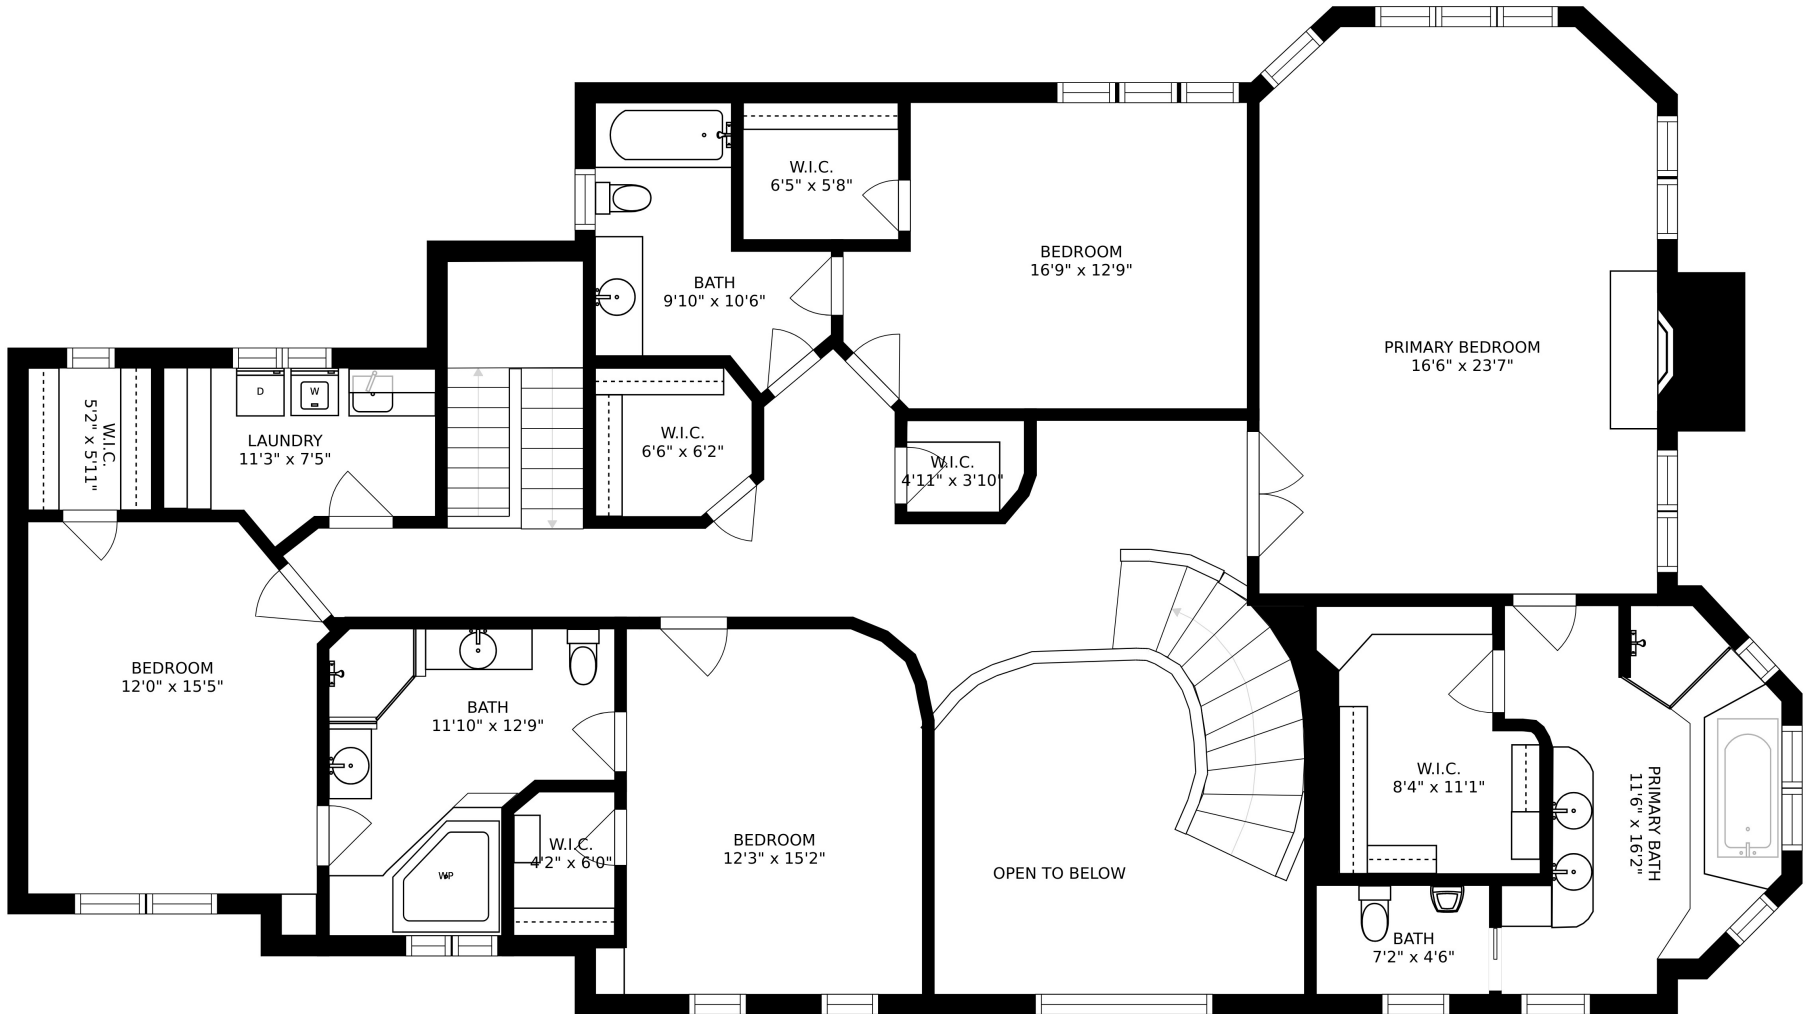 W.I.C.
6'5" x 5'8"
BEDROOM
16'9" x 12'9"
BATH
9'10" x 10'6"
PRIMARY BEDROOM
16'6" x 23'7"
D
W
W.I.C.
5'2" x 5'11"
LAUNDRY
11'3" x 7'5"
W.I.C.
6'6" x 6'2"
W.I.C.
4'11" x 3'10"
BEDROOM
12'0" x 15'5"
BATH
11'10" x 12'9"
W.I.C.
8'4" x 11'1"
PRIMARY BATH
11'6" x 16'2"
W.I.C.
4'2" x 6'0"
WP
BEDROOM
12'3" x 15'2"
OPEN TO BELOW
BATH
7'2" x 4'6"